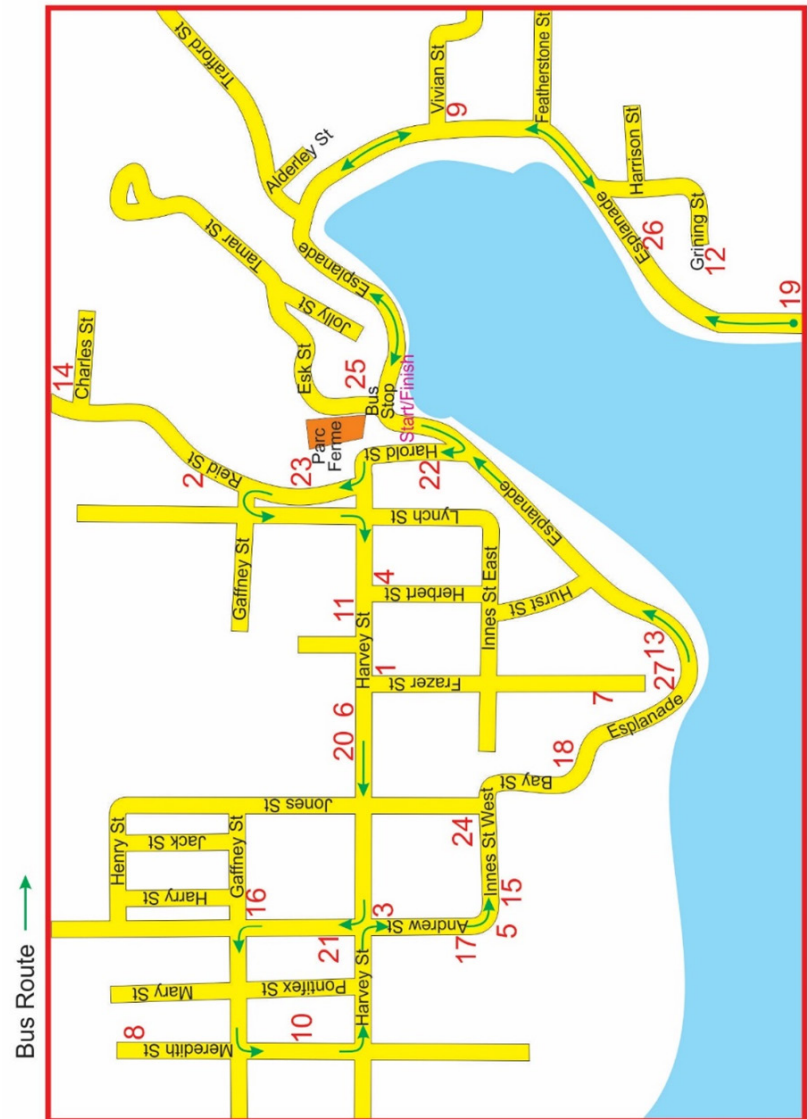 Bus Route
Trafford St
Alderley St
Vivian St
9
Featherstone St
Harrison St
Esplanade
26
Grining St
12
19
Tamar St
Jolly St
Esplanade
Esk St
25
Bus
Stop
Start/Finish
Parc
Ferme
14
Charles St
2
Reid St
23
Harold St
22
Gaffney St
Lynch St
4
Herbert St
11
Harvey St
Innes St East
Hurst St
Esplanade
1
Frazer St
7
13
27
Esplanade
6
20
18
Bay St
Jones St
Henry St
Jack St
Gaffney St
Harry St
16
24
Innes St West
15
5
17
Andrew St
3
21
Harvey St
Mary St
Pontifex St
8
Meredith St
10